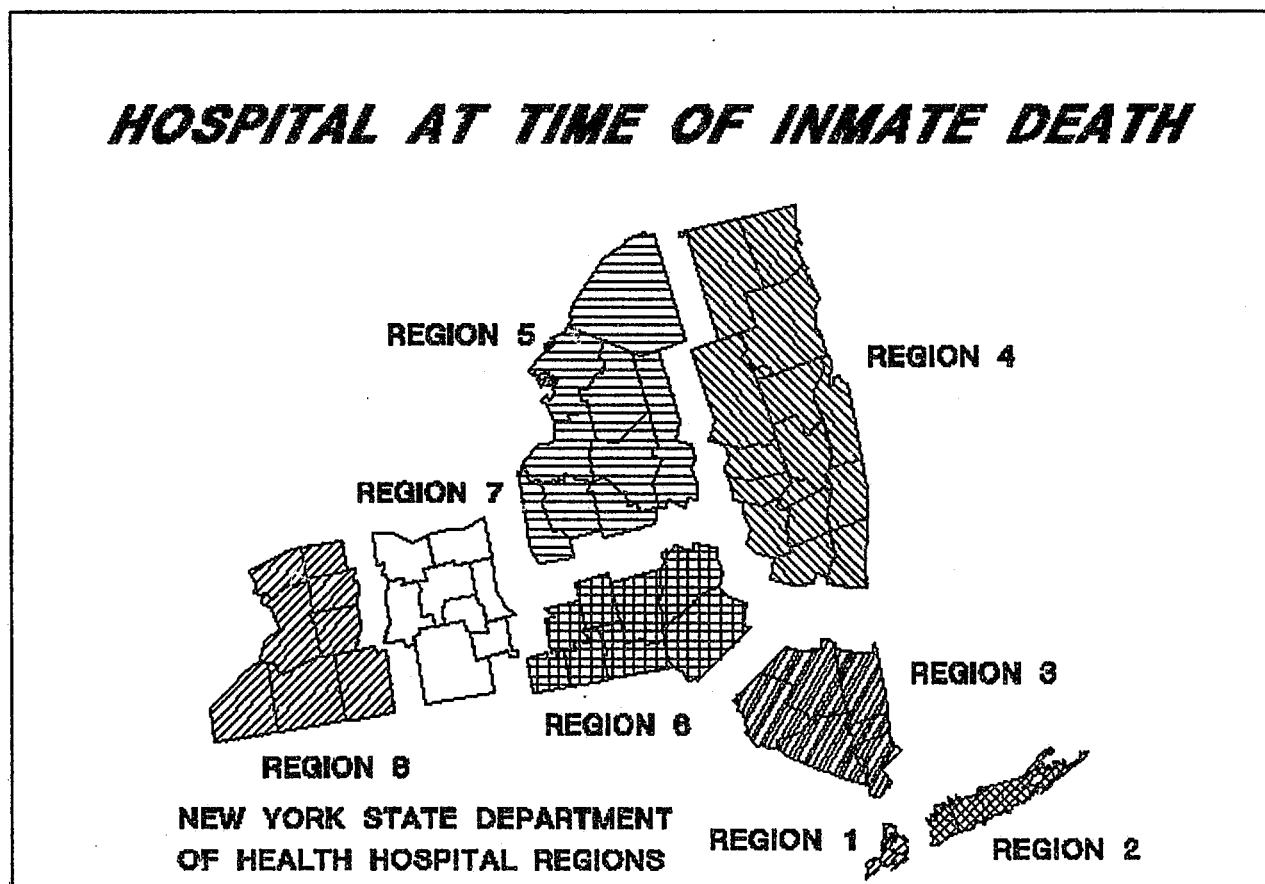 HOSPITAL AT TIME OF INMATE DEATH
REGION 5
REGION 4
REGION 7
REGION 3
REGION 6
REGION 8
NEW YORK STATE DEPARTMENT
OF HEALTH HOSPITAL REGIONS
REGION 1
REGION 2